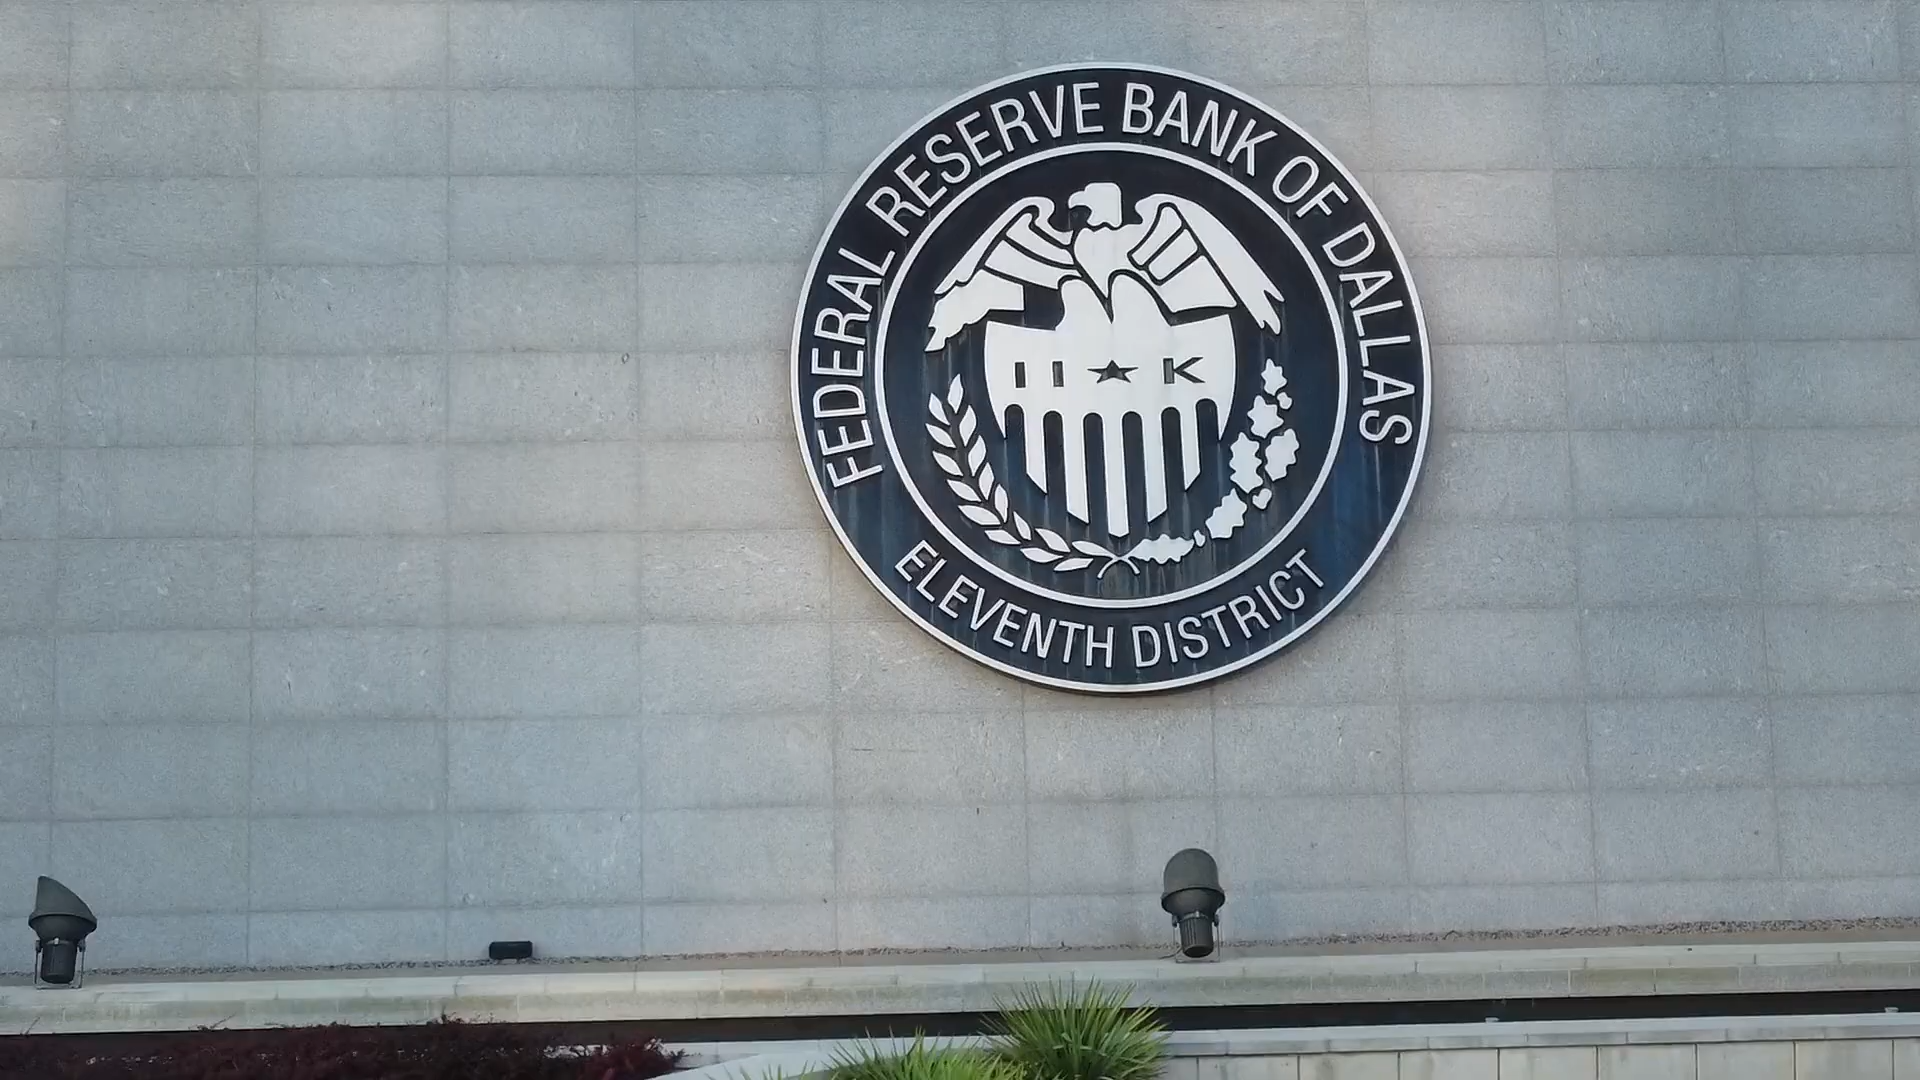 FEDERAL RESERVE BANK OF DALLAS
11★K
ELEVENTH DISTRICT